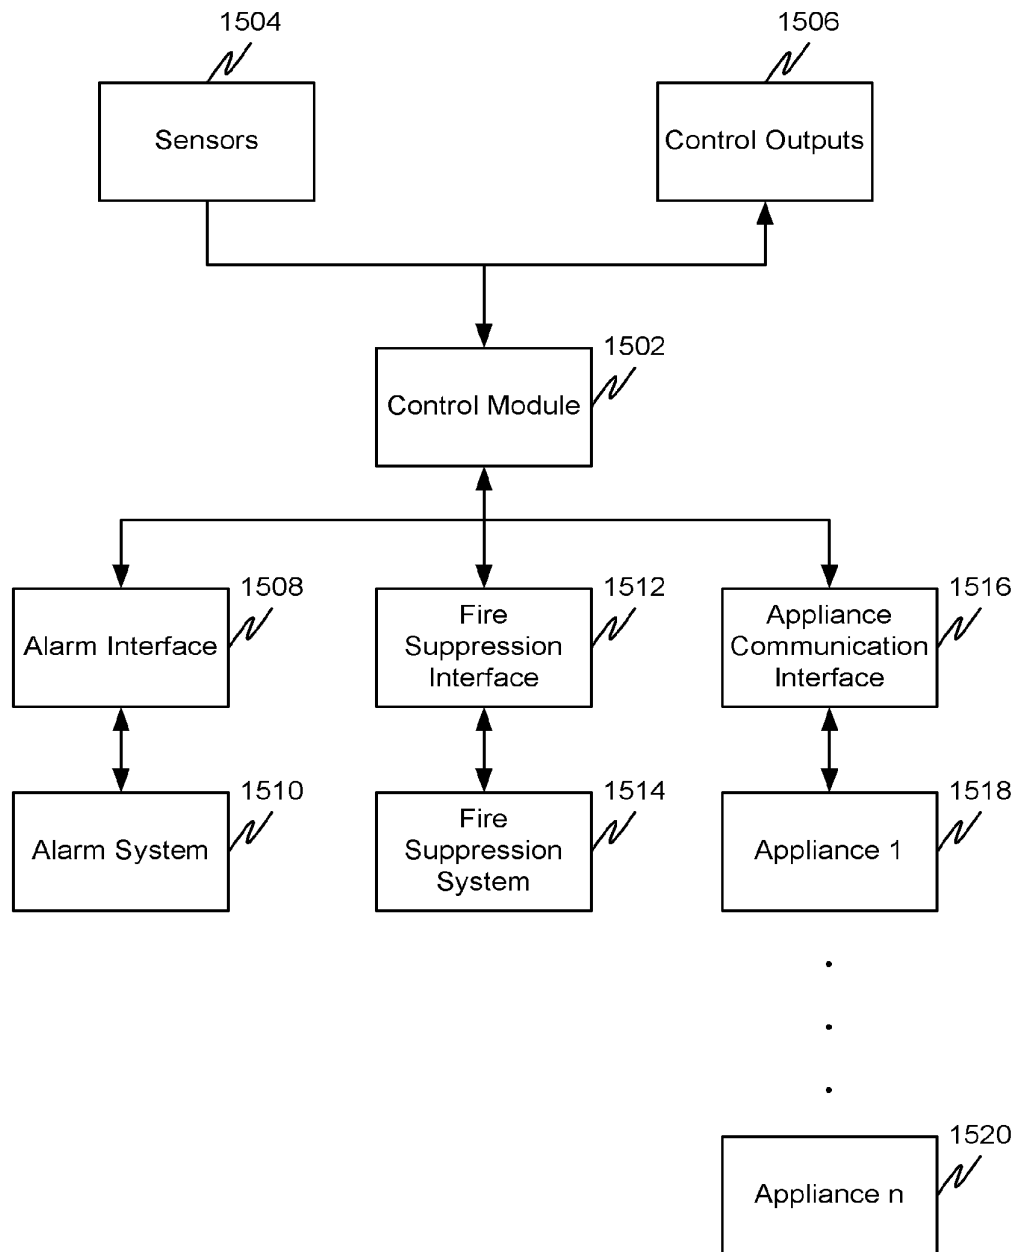 1504
1506
Sensors
Control Outputs
1502
Control Module
1508
1512
1516
Alarm Interface
Fire
Suppression
Interface
Appliance
Communication
Interface
1510
1514
1518
Alarm System
Fire
Suppression
System
Appliance 1
1520
Appliance n